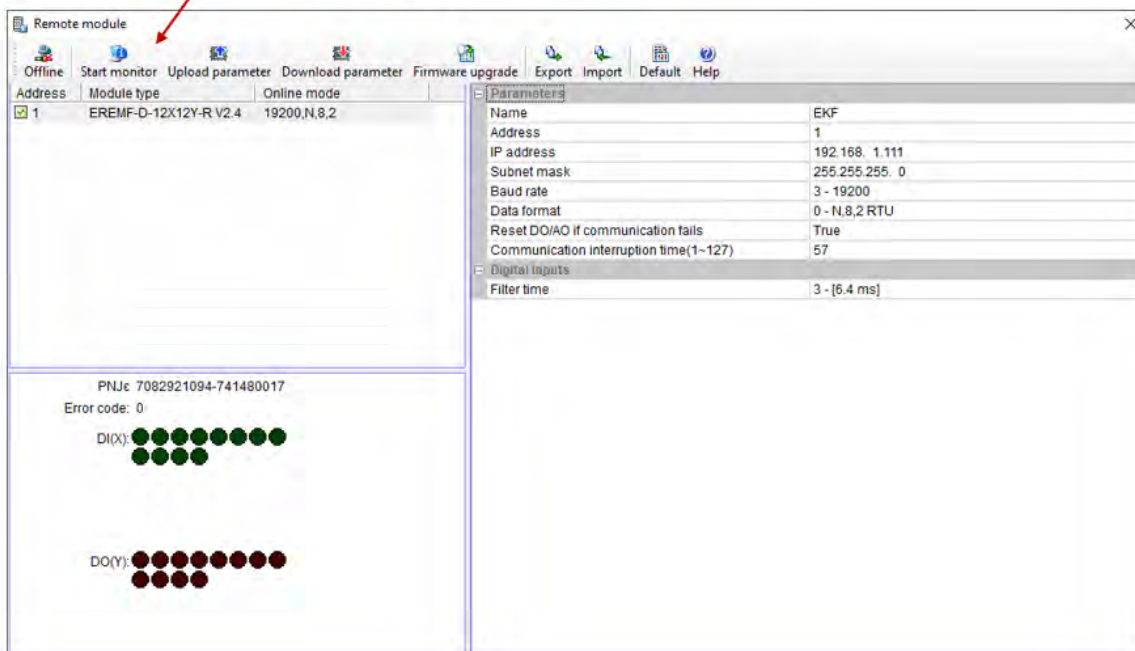 Remote module
Offline Start monitor Upload parameter Download parameter Firmware upgrade Export Import Default Help
Address Module type Online mode
1 EREMF-D-12X12Y-R V2.4 19200,N,8,2
Parameters
Name EKF
Address 1
IP address 192.168. 1.111
Subnet mask 255.255.255. 0
Baud rate 3 - 19200
Data format 0 - N,8,2 RTU
Reset DO/AO if communication fails True
Communication interruption time(1~127) 57
Digital Inputs
Filter time 3 - [6.4 ms]
PNJє 7082921094-741480017
Error code: 0
DI(X):
DO(Y):